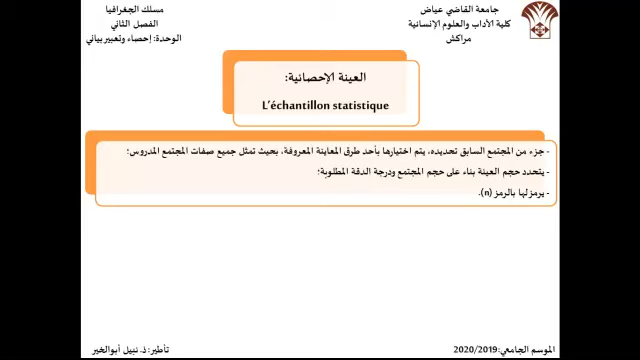 جامعة القاضي عياض
كلية الآداب والعلوم الإنسانية
مراكش
مسلك الجغرافيا
الفصل الثاني
الوحدة: إحصاء وتعبير بياني
العينة الإحصائية:
L’échantillon statistique
- جزء من المجتمع السابق تحديده، يتم اختيارها بأحد طرق المعاينة المعروفة، بحيث تمثل جميع صفات المجتمع المدروس؛
- يتحدد حجم العينة بناء على حجم المجتمع ودرجة الدقة المطلوبة؛
- يرمز لها بالرمز (n).
الموسم الجامعي: 2020/2019
تأطير: ذ. نبيل أبوالخير